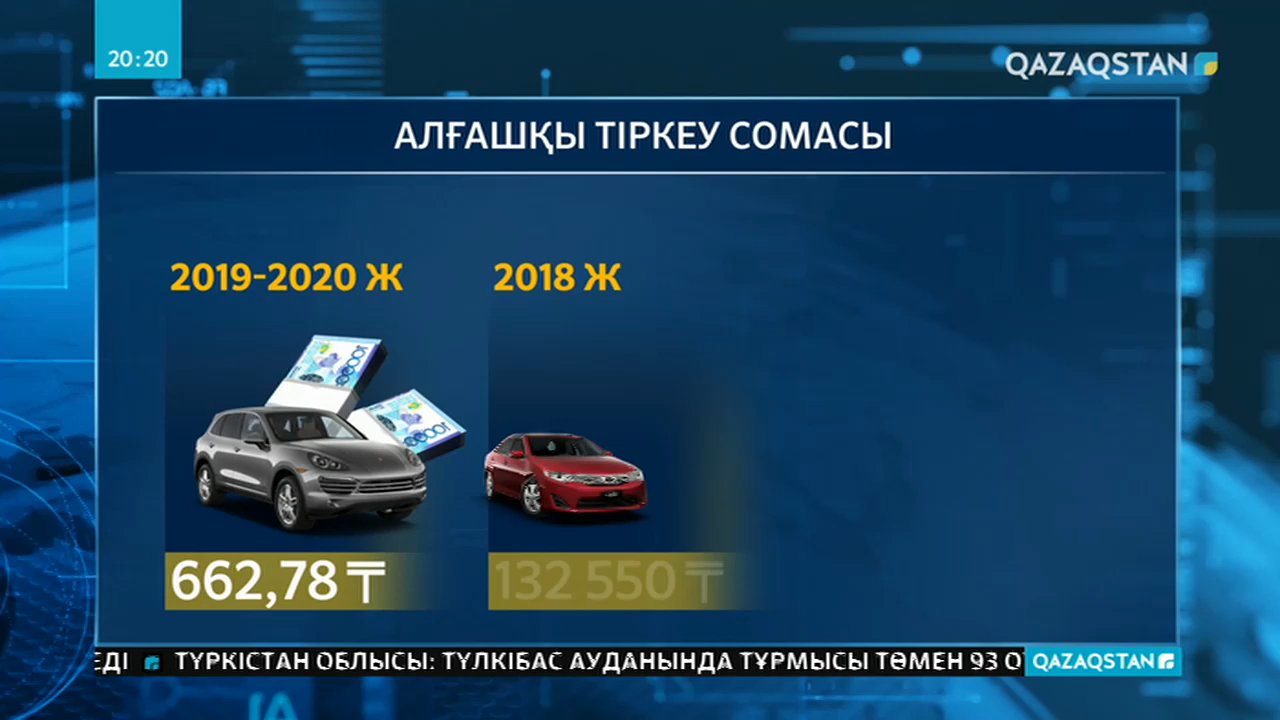 20:20
QAZAQSTAN
АЛҒАШҚЫ ТІРКЕУ СОМАСЫ
2019-2020 Ж
2018 Ж
662,78 ₸
132 550 ₸
ЕДІ
ТҮРКІСТАН ОБЛЫСЫ: ТҮЛКІБАС АУДАНЫНДА ТҰРМЫСЫ ТӨМЕН 93 О
QAZAQSTAN